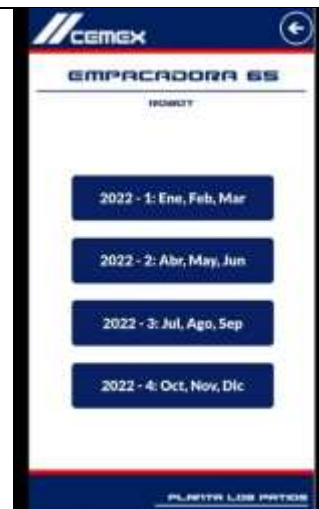 CEMEX
EMPACADORA 65
ROBOT
2022 - 1: Ene, Feb, Mar
2022 - 2: Abr, May, Jun
2022 - 3: Jul, Ago, Sep
2022 - 4: Oct, Nov, Dic
PLANTA LOS PATIOS